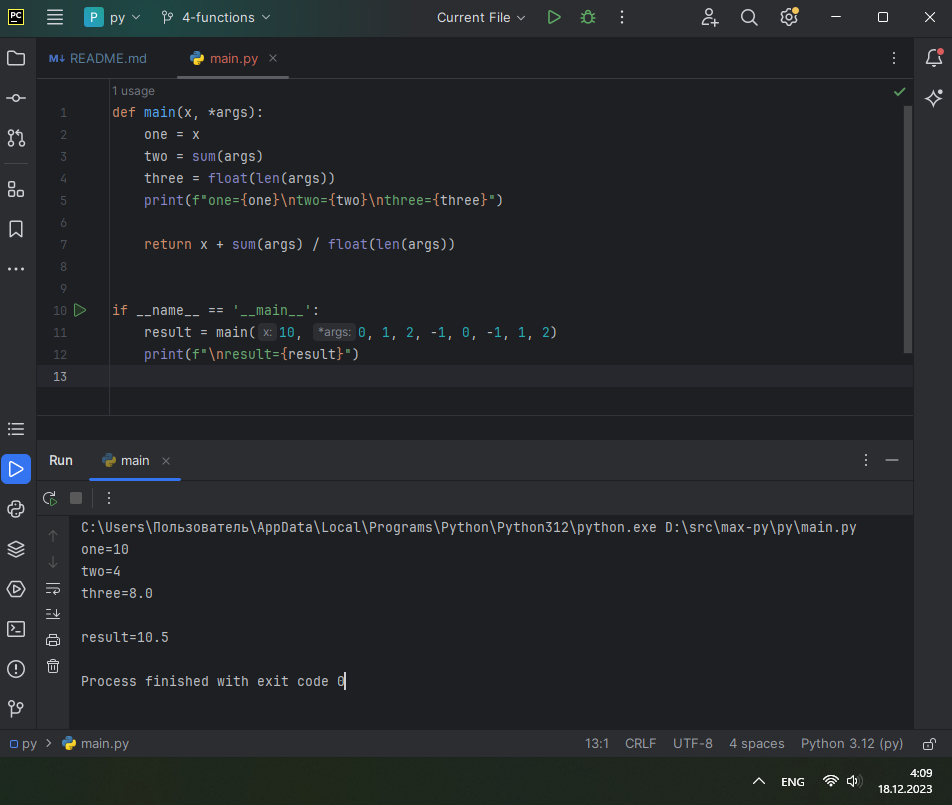 PC P py 4-functions Current File
M↓ README.md main.py
1 usage
1 def main(x, *args):
2 one = x
3 two = sum(args)
4 three = float(len(args))
5 print(f"one={one}\ntwo={two}\nthree={three}")
6
7 return x + sum(args) / float(len(args))
8
9
10 if __name__ == '__main__':
11 result = main( x: 10, *args: 0, 1, 2, -1, 0, -1, 1, 2)
12 print(f"\nresult={result}")
13
Run main
C:\Users\Пользователь\AppData\Local\Programs\Python\Python312\python.exe D:\src\max-py\py\main.py
one=10
two=4
three=8.0
result=10.5
Process finished with exit code 0
py main.py 13:1 CRLF UTF-8 4 spaces Python 3.12 (py)
ENG 4:09
18.12.2023